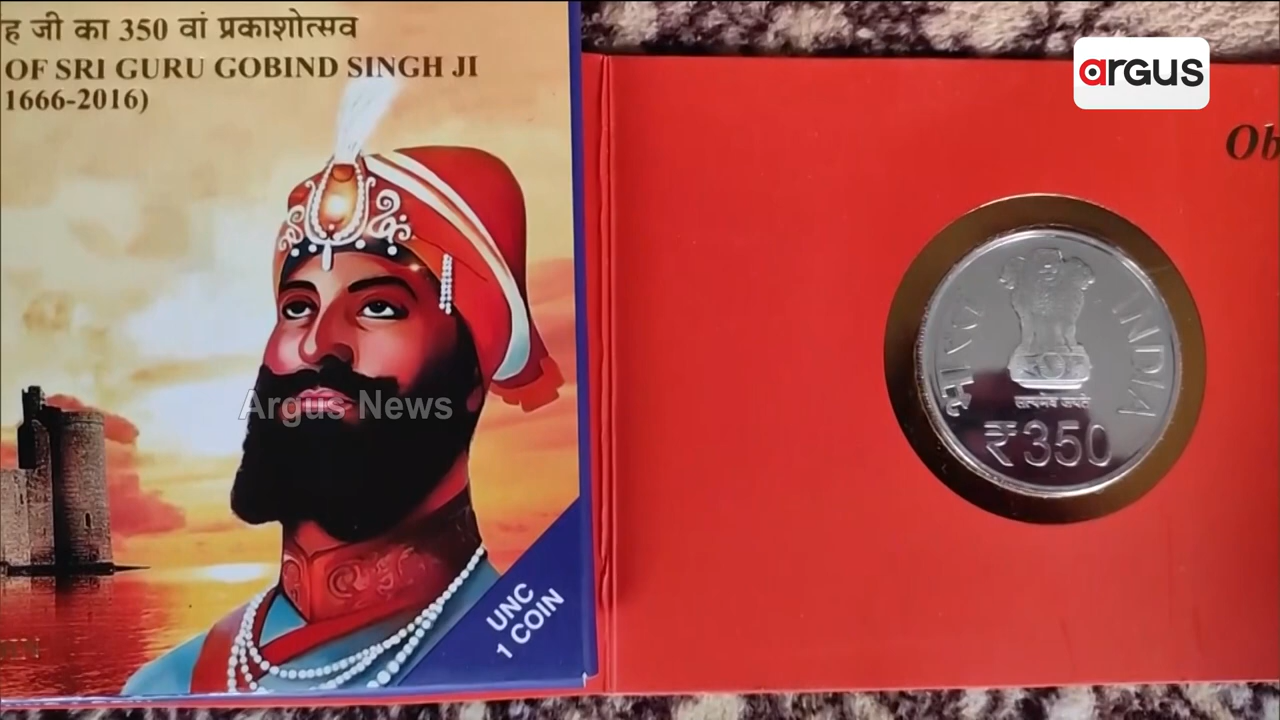 ह जी का 350 वां प्रकाशोत्सव
OF SRI GURU GOBIND SINGH JI
1666-2016)
Argus News
UNC
1 COIN
argus
Ob
भारत
INDIA
सत्यमेव जयते
₹350